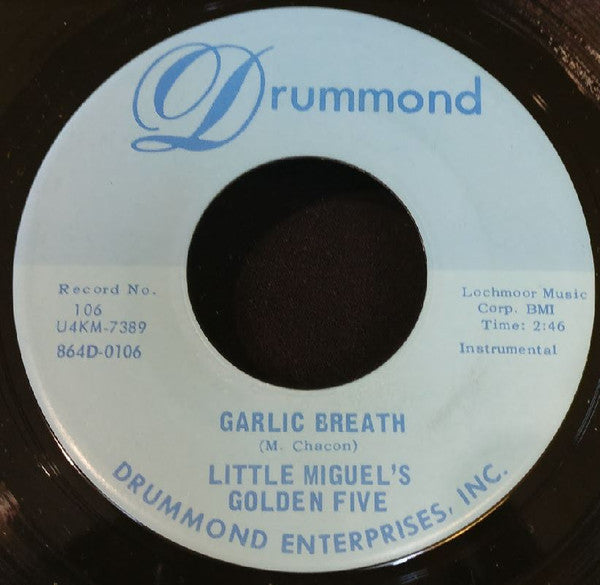 Drummond
Record No.
106
U4KM-7389
864D-0106
Lochmoor Music
Corp. BMI
Time: 2:46
Instrumental
GARLIC BREATH
(M. Chacon)
LITTLE MIGUEL'S
GOLDEN FIVE
DRUMMOND ENTERPRISES, INC.